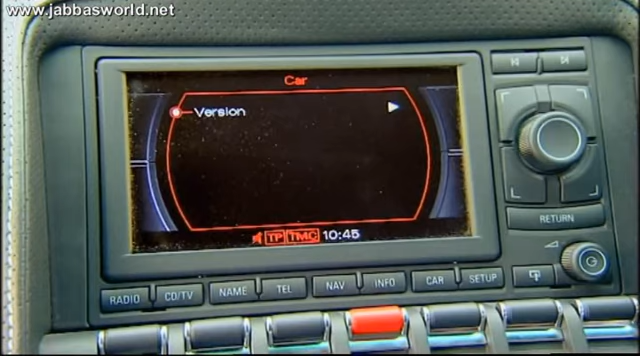 www.jabbasworld.net
Car
Version
TP TMC 10:45
RETURN
RADIO CD/TV NAME TEL NAV INFO CAR SETUP